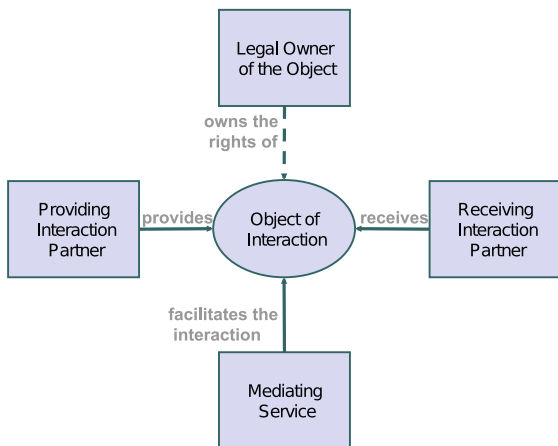 Legal Owner
of the Object
owns the
rights of
Providing
Interaction
Partner
provides
Object of
Interaction
receives
Receiving
Interaction
Partner
facilitates the
interaction
Mediating
Service